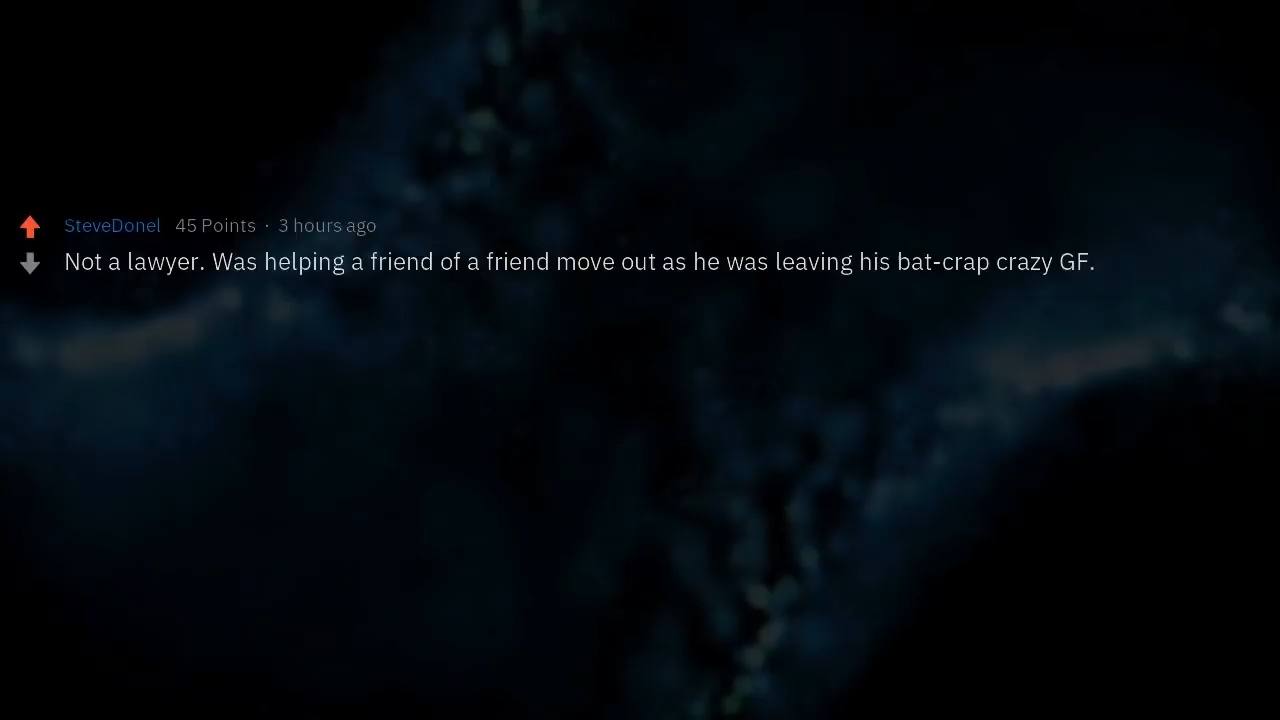 SteveDonel 45 Points · 3 hours ago
Not a lawyer. Was helping a friend of a friend move out as he was leaving his bat-crap crazy GF.